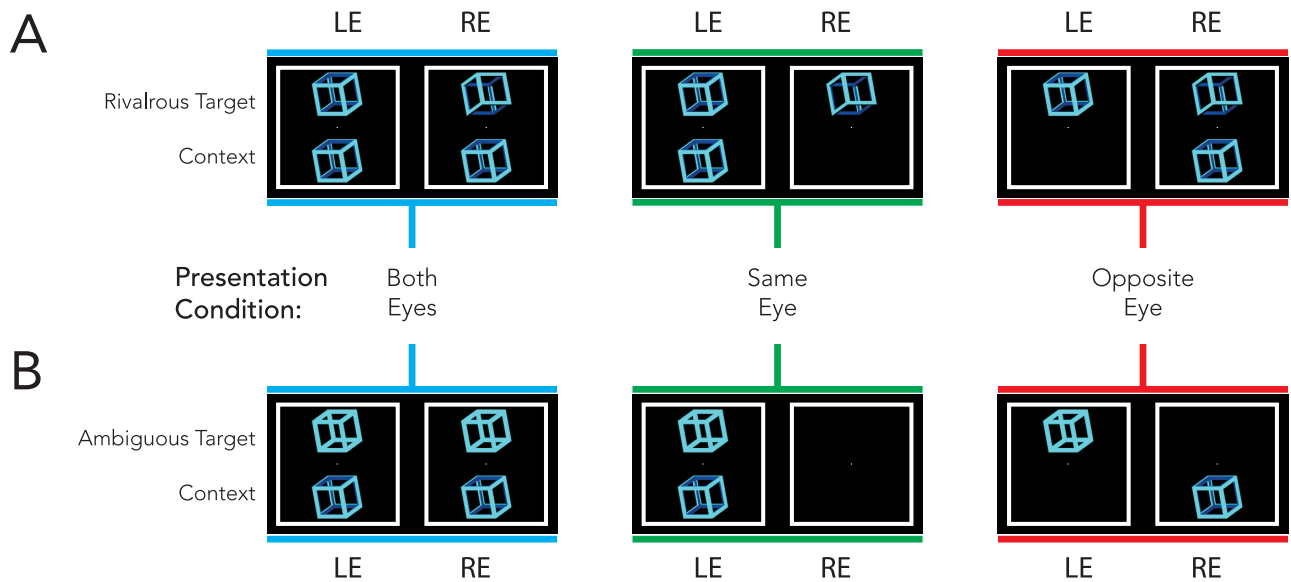 A
LE RE LE RE LE RE
Rivalrous Target
Context
Presentation
Condition:
Both
Eyes
Same
Eye
Opposite
Eye
B
Ambiguous Target
Context
LE RE LE RE LE RE